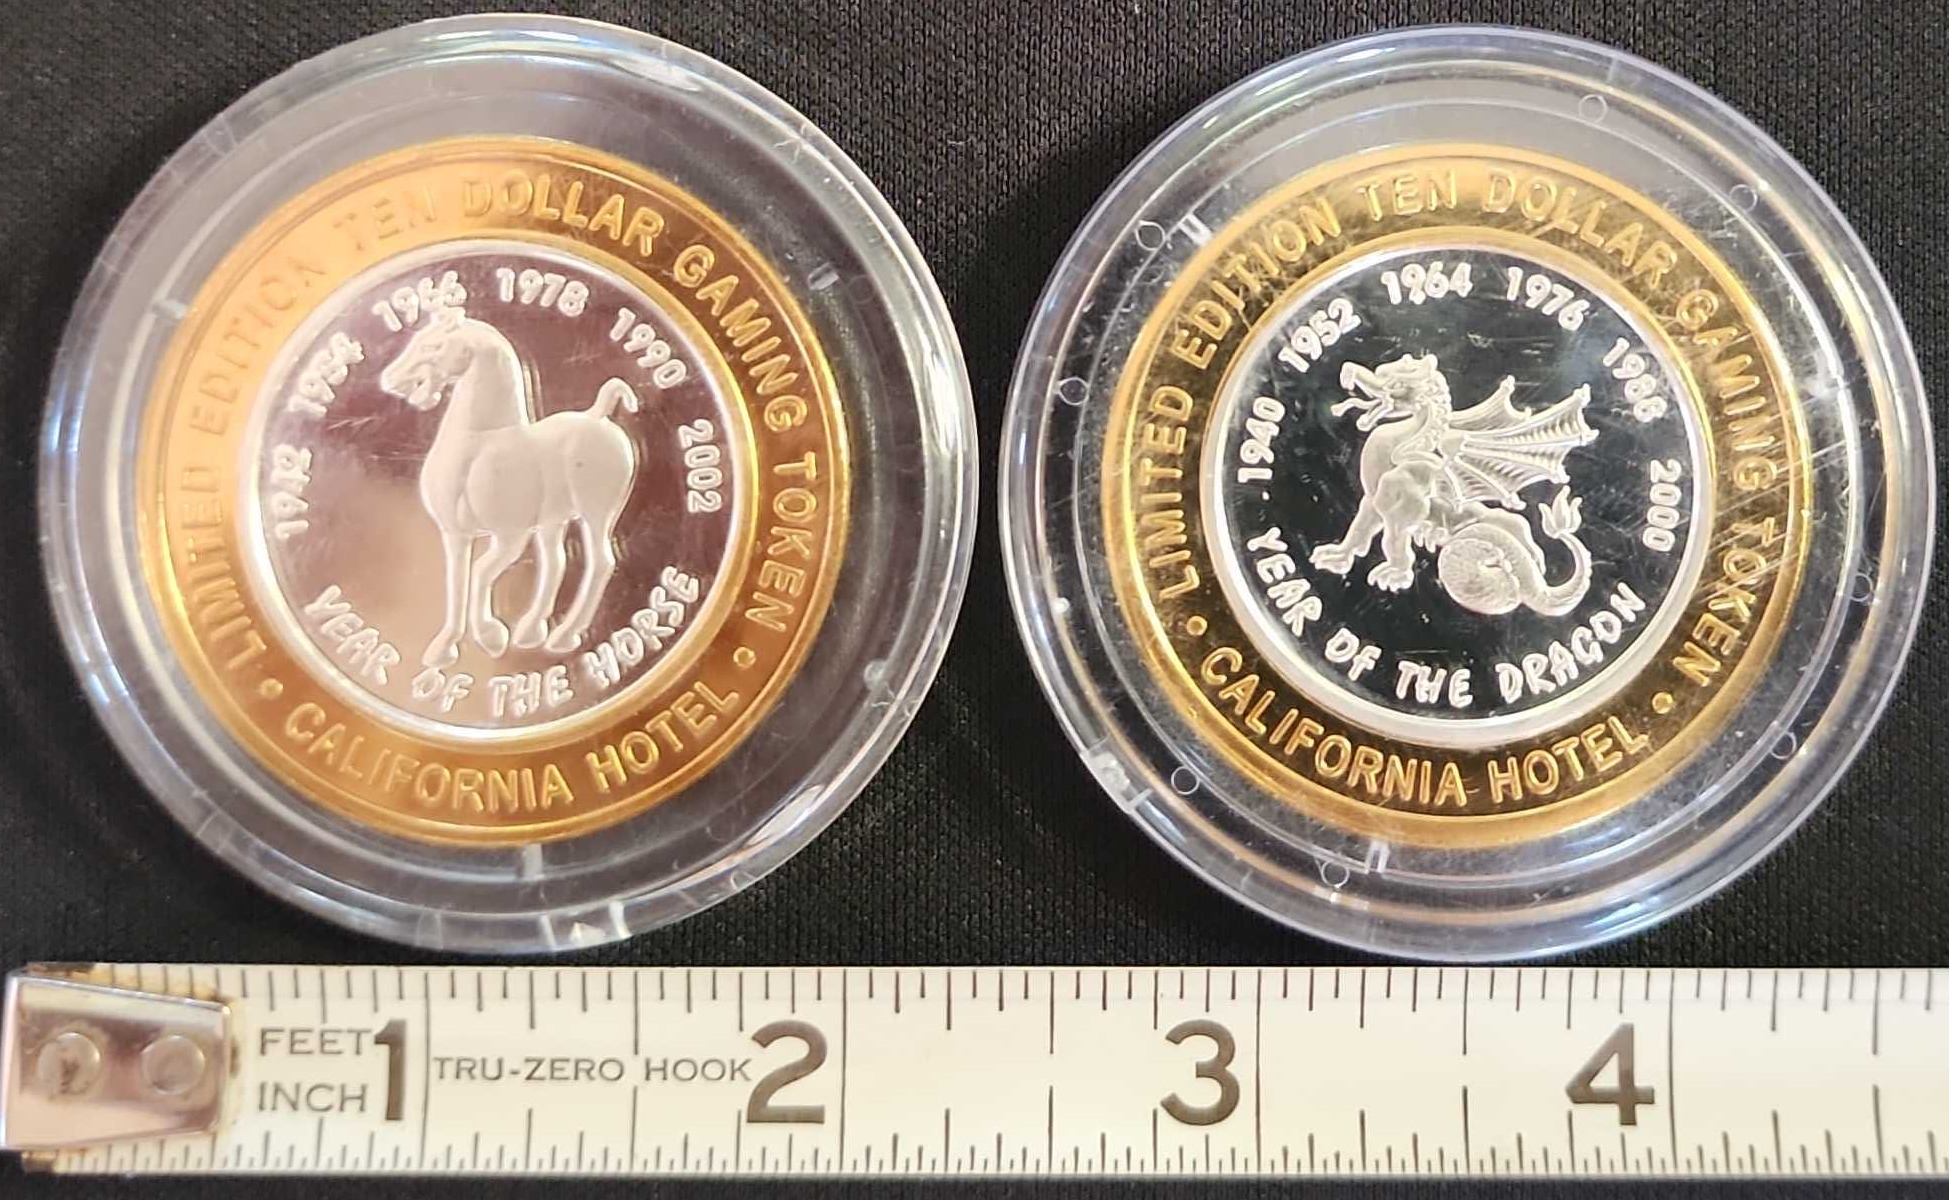 LIMITED EDITION TEN DOLLAR GAMING TOKEN
• CALIFORNIA HOTEL •
1942 1954 1966 1978 1990 2002
YEAR OF THE HORSE
LIMITED EDITION TEN DOLLAR GAMING TOKEN
• CALIFORNIA HOTEL •
1940 1952 1964 1976 1988 2000
YEAR OF THE DRAGON
FEET 1 TRU-ZERO HOOK 2 3 4
INCH